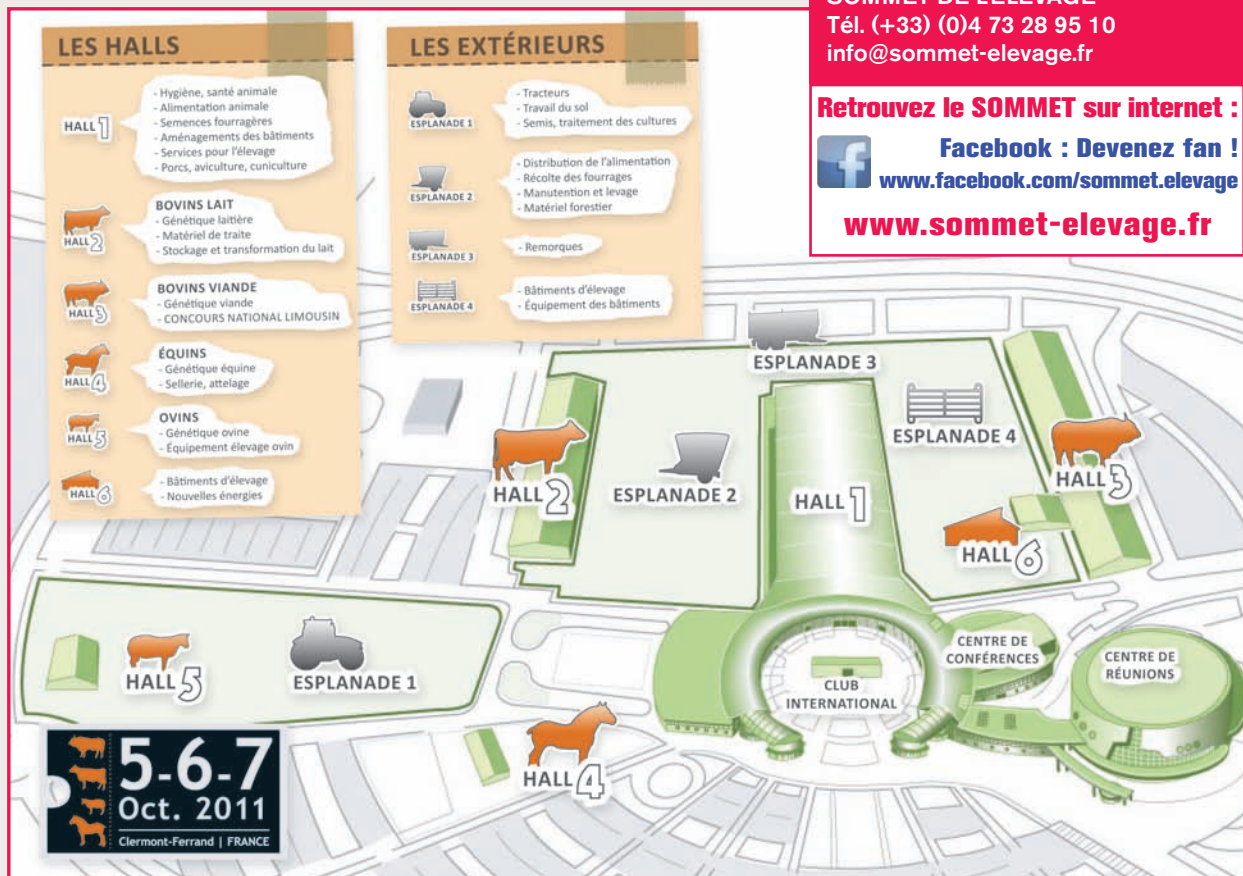 LES HALLS
HALL 1
- Hygiène, santé animale
- Alimentation animale
- Semences fourragères
- Aménagements des bâtiments
- Services pour l'élevage
- Porcs, aviculture, cuniculture
HALL 2
BOVINS LAIT
- Génétique laitière
- Matériel de traite
- Stockage et transformation du lait
HALL 3
BOVINS VIANDE
- Génétique viande
- CONCOURS NATIONAL LIMOUSIN
HALL 4
ÉQUINS
- Génétique équine
- Sellerie, attelage
HALL 5
OVINS
- Génétique ovine
- Équipement élevage ovin
HALL 6
- Bâtiments d'élevage
- Nouvelles énergies
LES EXTÉRIEURS
ESPLANADE 1
- Tracteurs
- Travail du sol
- Semis, traitement des cultures
ESPLANADE 2
- Distribution de l'alimentation
- Récolte des fourrages
- Manutention et levage
- Matériel forestier
ESPLANADE 3
- Remorques
ESPLANADE 4
- Bâtiments d'élevage
- Équipement des bâtiments
SOMMET DE L'ELEVAGE
Tél. (+33) (0)4 73 28 95 10
info@sommet-elevage.fr
Retrouvez le SOMMET sur internet :
f
Facebook : Devenez fan !
www.facebook.com/sommet.elevage
www.sommet-elevage.fr
ESPLANADE 3
ESPLANADE 4
HALL 2
ESPLANADE 2
HALL 1
HALL 3
HALL 6
HALL 5
ESPLANADE 1
CENTRE DE
CONFÉRENCES
CENTRE DE
RÉUNIONS
CLUB
INTERNATIONAL
HALL 4
5-6-7
Oct. 2011
Clermont-Ferrand | FRANCE